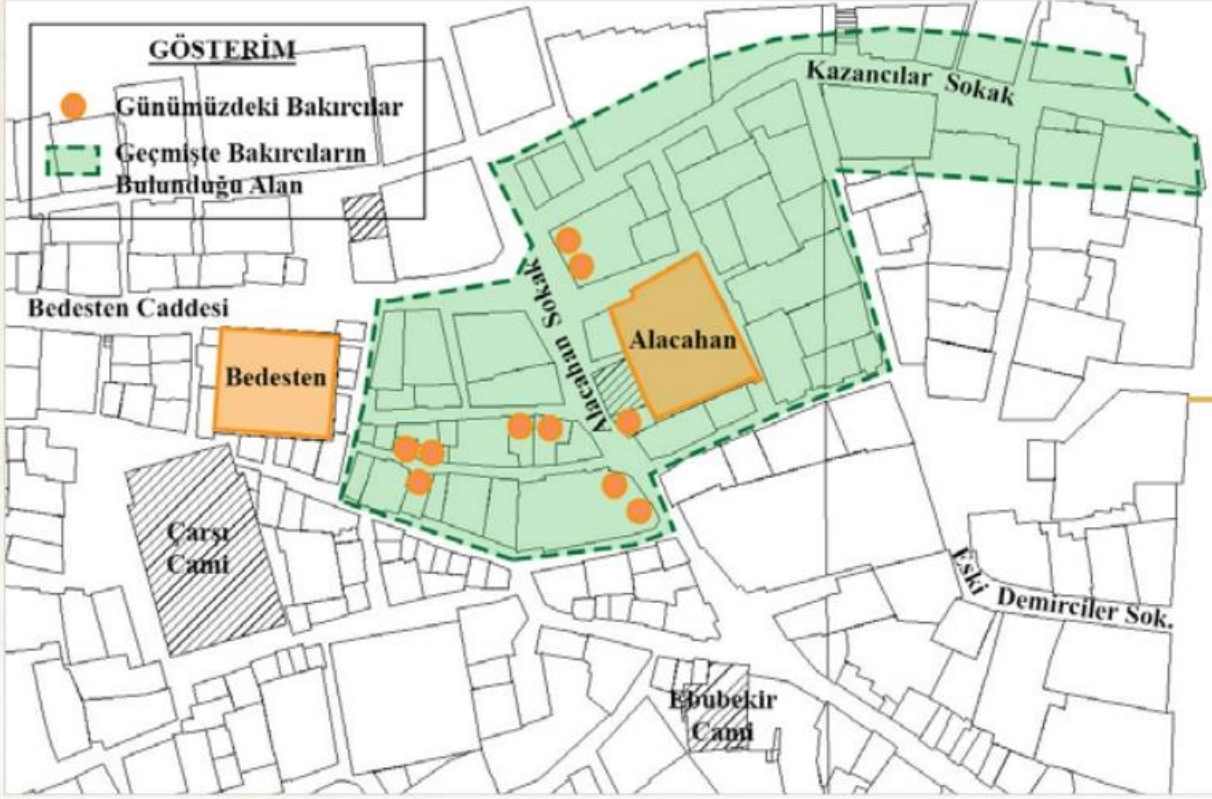 GÖSTERİM
Günümüzdeki Bakırcılar
Geçmişte Bakırcıların
Bulunduğu Alan
Kazancılar Sokak
Bedesten Caddesi
Alacahan Sokak
Alacahan
Bedesten
Çarşı
Cami
Eski Demirciler Sok.
Ebubekir
Cami